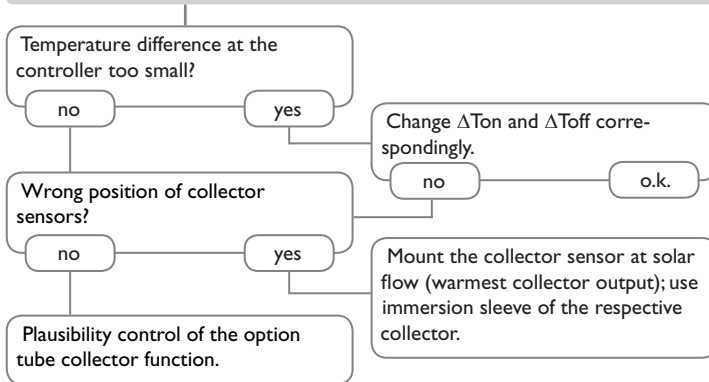 Temperature difference at the
controller too small?
no
yes
Change ΔTon and ΔToff corre-
spondingly.
no
o.k.
Wrong position of collector
sensors?
no
yes
Mount the collector sensor at solar
flow (warmest collector output); use
immersion sleeve of the respective
collector.
Plausibility control of the option
tube collector function.